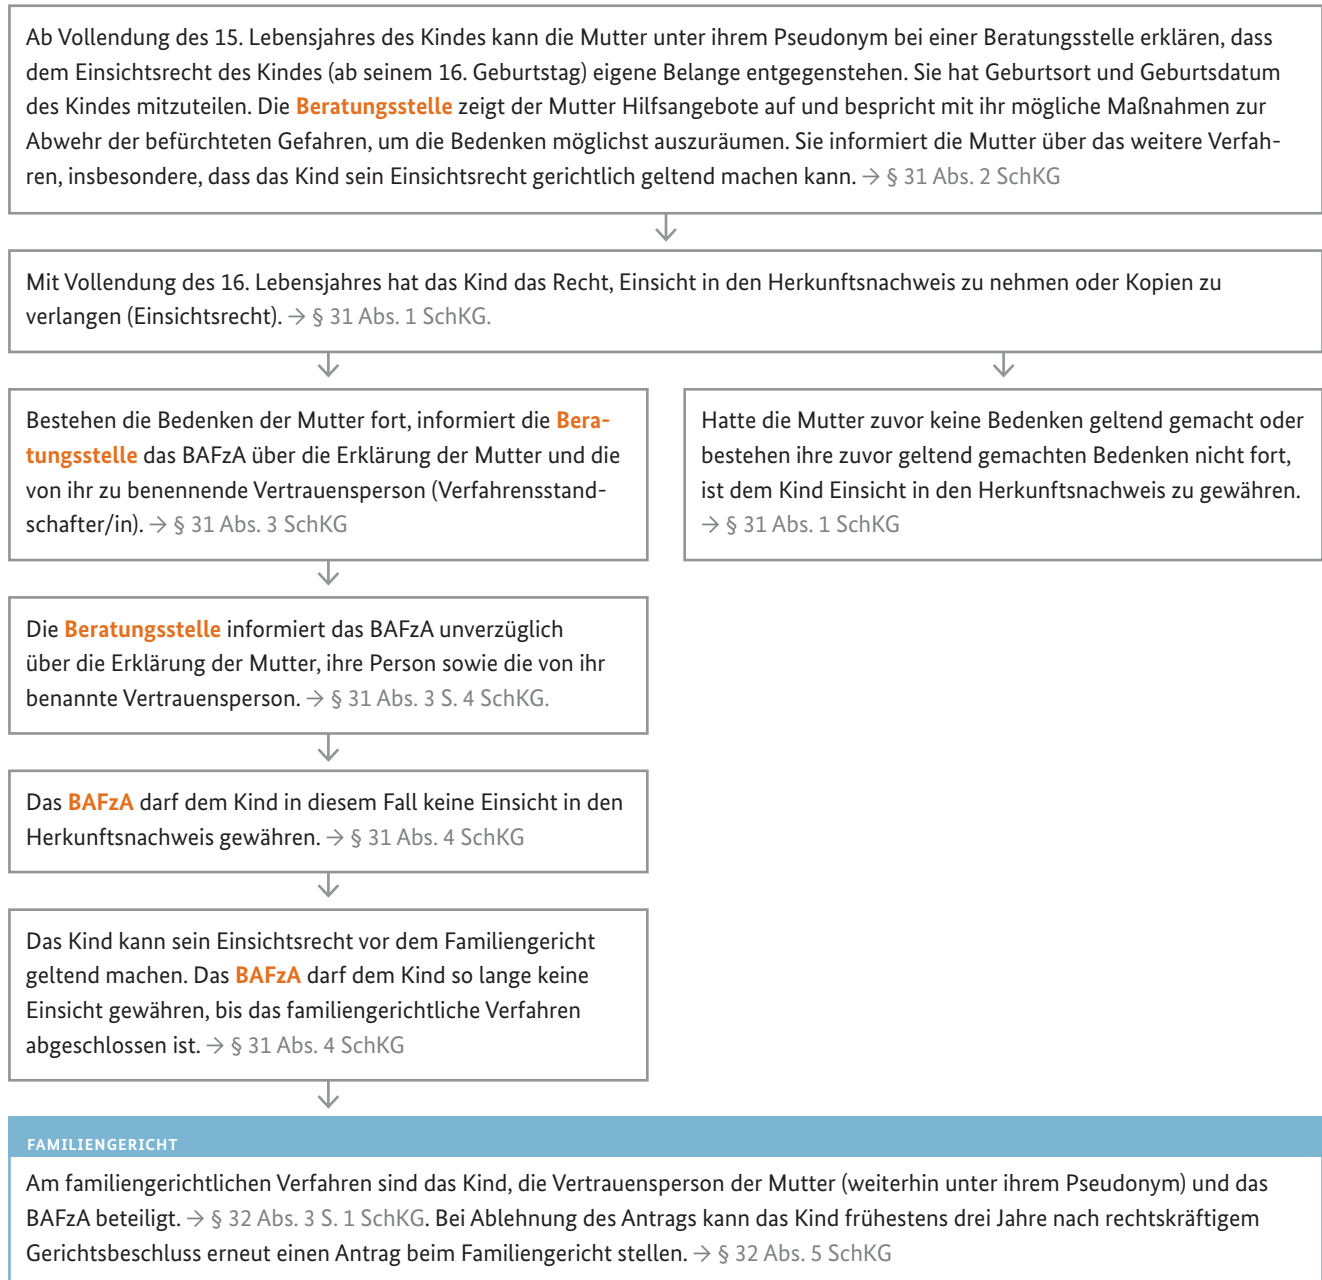 Ab Vollendung des 15. Lebensjahres des Kindes kann die Mutter unter ihrem Pseudonym bei einer Beratungsstelle erklären, dass
dem Einsichtsrecht des Kindes (ab seinem 16. Geburtstag) eigene Belange entgegenstehen. Sie hat Geburtsort und Geburtsdatum
des Kindes mitzuteilen. Die Beratungsstelle zeigt der Mutter Hilfsangebote auf und bespricht mit ihr mögliche Maßnahmen zur
Abwehr der befürchteten Gefahren, um die Bedenken möglichst auszuräumen. Sie informiert die Mutter über das weitere Verfah-
ren, insbesondere, dass das Kind sein Einsichtsrecht gerichtlich geltend machen kann. → § 31 Abs. 2 SchKG
Mit Vollendung des 16. Lebensjahres hat das Kind das Recht, Einsicht in den Herkunftsnachweis zu nehmen oder Kopien zu
verlangen (Einsichtsrecht). → § 31 Abs. 1 SchKG.
Bestehen die Bedenken der Mutter fort, informiert die Bera-
tungsstelle das BAFzA über die Erklärung der Mutter und die
von ihr zu benennende Vertrauensperson (Verfahrensstand-
schafter/in). → § 31 Abs. 3 SchKG
Hatte die Mutter zuvor keine Bedenken geltend gemacht oder
bestehen ihre zuvor geltend gemachten Bedenken nicht fort,
ist dem Kind Einsicht in den Herkunftsnachweis zu gewähren.
→ § 31 Abs. 1 SchKG
Die Beratungsstelle informiert das BAFzA unverzüglich
über die Erklärung der Mutter, ihre Person sowie die von ihr
benannte Vertrauensperson. → § 31 Abs. 3 S. 4 SchKG.
Das BAFzA darf dem Kind in diesem Fall keine Einsicht in den
Herkunftsnachweis gewähren. → § 31 Abs. 4 SchKG
Das Kind kann sein Einsichtsrecht vor dem Familiengericht
geltend machen. Das BAFzA darf dem Kind so lange keine
Einsicht gewähren, bis das familiengerichtliche Verfahren
abgeschlossen ist. → § 31 Abs. 4 SchKG
FAMILIENGERICHT
Am familiengerichtlichen Verfahren sind das Kind, die Vertrauensperson der Mutter (weiterhin unter ihrem Pseudonym) und das
BAFzA beteiligt. → § 32 Abs. 3 S. 1 SchKG. Bei Ablehnung des Antrags kann das Kind frühestens drei Jahre nach rechtskräftigem
Gerichtsbeschluss erneut einen Antrag beim Familiengericht stellen. → § 32 Abs. 5 SchKG